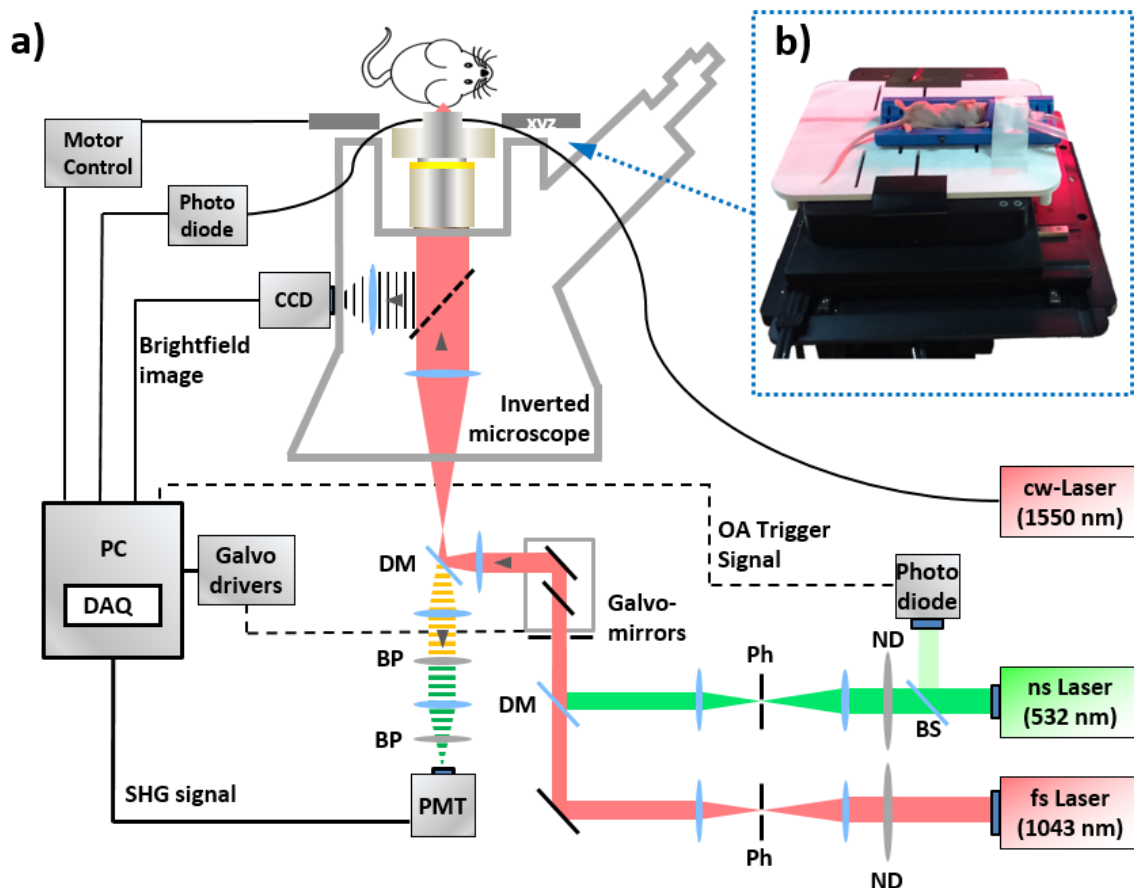 a)
b)
Motor
Control
xyz
Photo
diode
CCD
Brightfield
image
Inverted
microscope
cw-Laser
(1550 nm)
PC
DAQ
Galvo
drivers
DM
OA Trigger
Signal
Photo
diode
Galvo-
mirrors
ND
BP
Ph
DM
BS
ns Laser
(532 nm)
BP
SHG signal
PMT
fs Laser
(1043 nm)
Ph
ND